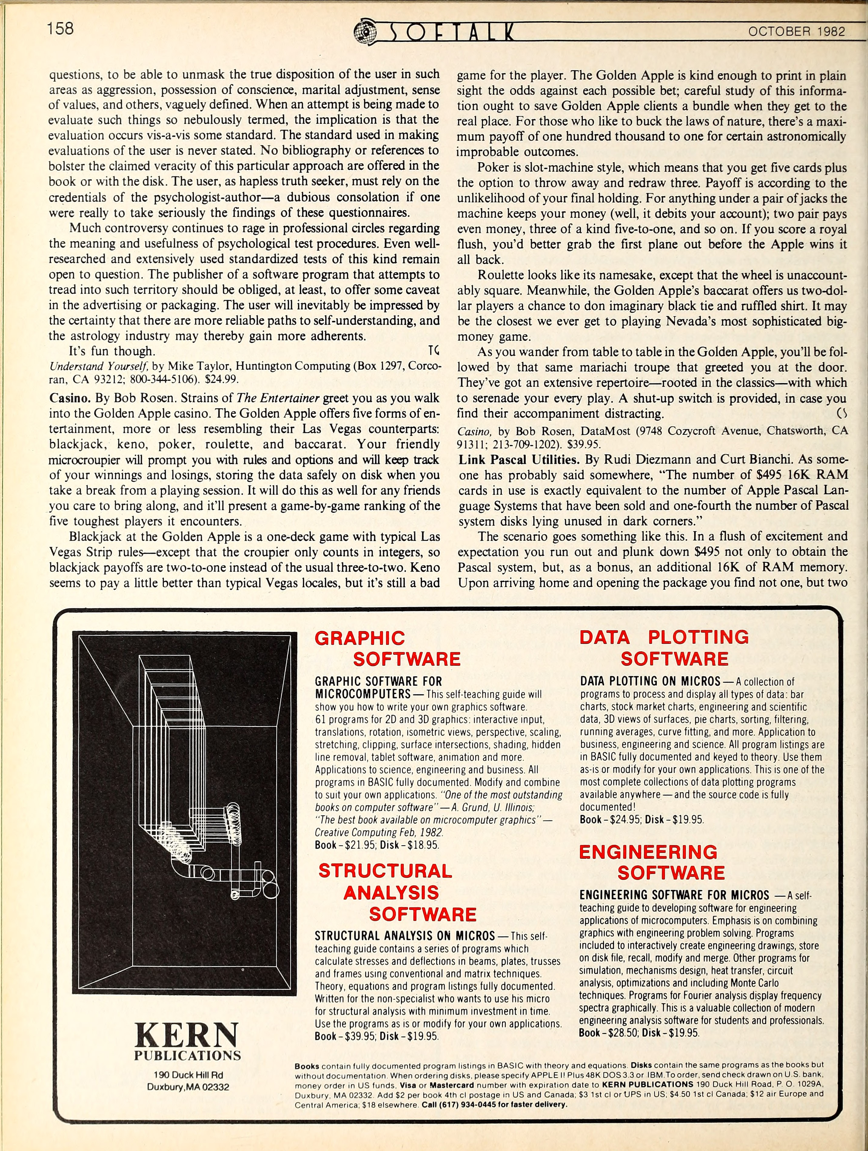 158
SOFTALK
OCTOBER 1982
questions, to be able to unmask the true disposition of the user in such
areas as aggression, possession of conscience, marital adjustment, sense
of values, and others, vaguely defined. When an attempt is being made to
evaluate such things so nebulously termed, the implication is that the
evaluation occurs vis-a-vis some standard. The standard used in making
evaluations of the user is never stated. No bibliography or references to
bolster the claimed veracity of this particular approach are offered in the
book or with the disk. The user, as hapless truth seeker, must rely on the
credentials of the psychologist-author—a dubious consolation if one
were really to take seriously the findings of these questionnaires.
Much controversy continues to rage in professional circles regarding
the meaning and usefulness of psychological test procedures. Even well-
researched and extensively used standardized tests of this kind remain
open to question. The publisher of a software program that attempts to
tread into such territory should be obliged, at least, to offer some caveat
in the advertising or packaging. The user will inevitably be impressed by
the certainty that there are more reliable paths to self-understanding, and
the astrology industry may thereby gain more adherents.
It's fun though.
Understand Yourself, by Mike Taylor, Huntington Computing (Box 1297, Corco-
ran, CA 93212; 800-344-5106). $24.99.
Casino. By Bob Rosen. Strains of The Entertainer greet you as you walk
into the Golden Apple casino. The Golden Apple offers five forms of en-
tertainment, more or less resembling their Las Vegas counterparts:
blackjack, keno, poker, roulette, and baccarat. Your friendly
microcroupier will prompt you with rules and options and will keep track
of your winnings and losings, storing the data safely on disk when you
take a break from a playing session. It will do this as well for any friends
you care to bring along, and it'll present a game-by-game ranking of the
five toughest players it encounters.
Blackjack at the Golden Apple is a one-deck game with typical Las
Vegas Strip rules—except that the croupier only counts in integers, so
blackjack payoffs are two-to-one instead of the usual three-to-two. Keno
seems to pay a little better than typical Vegas locales, but it's still a bad
game for the player. The Golden Apple is kind enough to print in plain
sight the odds against each possible bet; careful study of this informa-
tion ought to save Golden Apple clients a bundle when they get to the
real place. For those who like to buck the laws of nature, there's a maxi-
mum payoff of one hundred thousand to one for certain astronomically
improbable outcomes.
Poker is slot-machine style, which means that you get five cards plus
the option to throw away and redraw three. Payoff is according to the
unlikelihood of your final holding. For anything under a pair of jacks the
machine keeps your money (well, it debits your account); two pair pays
even money, three of a kind five-to-one, and so on. If you score a royal
flush, you'd better grab the first plane out before the Apple wins it
all back.
Roulette looks like its namesake, except that the wheel is unaccount-
ably square. Meanwhile, the Golden Apple's baccarat offers us two-dol-
lar players a chance to don imaginary black tie and ruffled shirt. It may
be the closest we ever get to playing Nevada's most sophisticated big-
money game.
As you wander from table to table in the Golden Apple, you'll be fol-
lowed by that same mariachi troupe that greeted you at the door.
They've got an extensive repertoire—rooted in the classics—with which
to serenade your every play. A shut-up switch is provided, in case you
find their accompaniment distracting.
Casino, by Bob Rosen, DataMost (9748 Cozycroft Avenue, Chatsworth, CA
91311; 213-709-1202). $39.95.
Link Pascal Utilities. By Rudi Diezmann and Curt Bianchi. As some-
one has probably said somewhere, "The number of $495 16K RAM
cards in use is exactly equivalent to the number of Apple Pascal Lan-
guage Systems that have been sold and one-fourth the number of Pascal
system disks lying unused in dark corners."
The scenario goes something like this. In a flush of excitement and
expectation you run out and plunk down $495 not only to obtain the
Pascal system, but, as a bonus, an additional 16K of RAM memory.
Upon arriving home and opening the package you find not one, but two
GRAPHIC
SOFTWARE
GRAPHIC SOFTWARE FOR
MICROCOMPUTERS — This self-teaching guide will
show you how to write your own graphics software.
61 programs for 2D and 3D graphics: interactive input,
translations, rotation, isometric views, perspective, scaling,
stretching, clipping, surface intersections, shading, hidden
line removal, tablet software, animation and more.
Applications to science, engineering and business. All
programs in BASIC fully documented. Modify and combine
to suit your own applications. "One of the most outstanding
books on computer software"—A. Grund, U. Illinois;
"The best book available on microcomputer graphics"—
Creative Computing Feb, 1982.
Book - $21.95; Disk - $18.95.
STRUCTURAL
ANALYSIS
SOFTWARE
STRUCTURAL ANALYSIS ON MICROS — This self-
teaching guide contains a series of programs which
calculate stresses and deflections in beams, plates, trusses
and frames using conventional and matrix techniques.
Theory, equations and program listings fully documented.
Written for the non-specialist who wants to use his micro
for structural analysis with minimum investment in time.
Use the programs as is or modify for your own applications.
Book - $39.95; Disk - $19.95.
DATA PLOTTING
SOFTWARE
DATA PLOTTING ON MICROS — A collection of
programs to process and display all types of data: bar
charts, stock market charts, engineering and scientific
data, 3D views of surfaces, pie charts, sorting, filtering,
running averages, curve fitting, and more. Application to
business, engineering and science. All program listings are
in BASIC fully documented and keyed to theory. Use them
as-is or modify for your own applications. This is one of the
most complete collections of data plotting programs
available anywhere — and the source code is fully
documented!
Book - $24.95; Disk - $19.95.
ENGINEERING
SOFTWARE
ENGINEERING SOFTWARE FOR MICROS — A self-
teaching guide to developing software for engineering
applications of microcomputers. Emphasis is on combining
graphics with engineering problem solving. Programs
included to interactively create engineering drawings, store
on disk file, recall, modify and merge. Other programs for
simulation, mechanisms design, heat transfer, circuit
analysis, optimizations and including Monte Carlo
techniques. Programs for Fourier analysis display frequency
spectra graphically. This is a valuable collection of modern
engineering analysis software for students and professionals.
Book - $28.50; Disk - $19.95.
KERN
PUBLICATIONS
190 Duck Hill Rd
Duxbury, MA 02332
Books contain fully documented program listings in BASIC with theory and equations. Disks contain the same programs as the books but
without documentation. When ordering disks, please specify APPLE II Plus 48K DOS 3.3 or IBM. To order, send check drawn on U.S. bank,
money order in US funds, Visa or Mastercard number with expiration date to KERN PUBLICATIONS 190 Duck Hill Road, P. O. 1029A,
Duxbury, MA 02332. Add $2 per book 4th cl postage in US and Canada; $3 1st cl or UPS in US; $4.50 1st cl Canada; $12 air Europe and
Central America; $18 elsewhere. Call (617) 934-0445 for faster delivery.